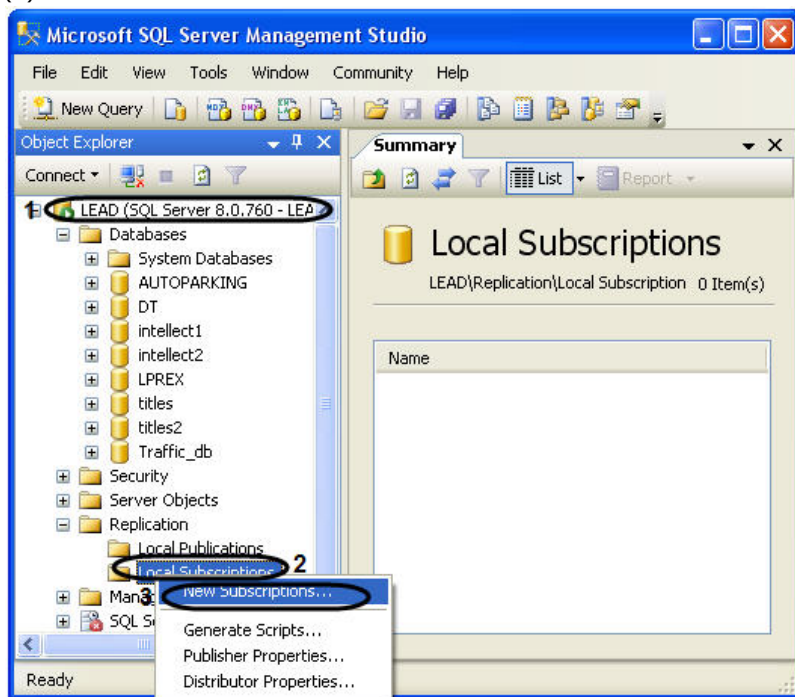 Microsoft SQL Server Management Studio
File Edit View Tools Window Community Help
New Query
Object Explorer
Summary
Connect
List
Report
1
LEAD (SQL Server 8.0.760 - LEA
Databases
System Databases
AUTOPARKING
DT
intellect1
intellect2
LPREX
titles
titles2
Traffic_db
Security
Server Objects
Replication
Local Publications
Local Subscriptions 2
3
New Subscriptions...
Generate Scripts...
Publisher Properties...
Distributor Properties...
SQL S
Local Subscriptions
LEAD\Replication\Local Subscription 0 Item(s)
Name
Ready